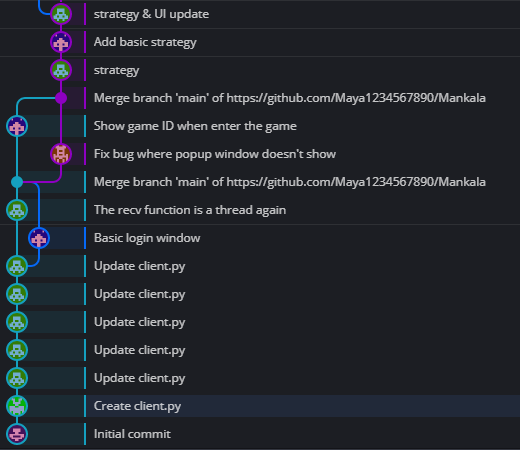 strategy & UI update
Add basic strategy
strategy
Merge branch 'main' of https://github.com/Maya1234567890/Mankala
Show game ID when enter the game
Fix bug where popup window doesn't show
Merge branch 'main' of https://github.com/Maya1234567890/Mankala
The recv function is a thread again
Basic login window
Update client.py
Update client.py
Update client.py
Update client.py
Update client.py
Create client.py
Initial commit